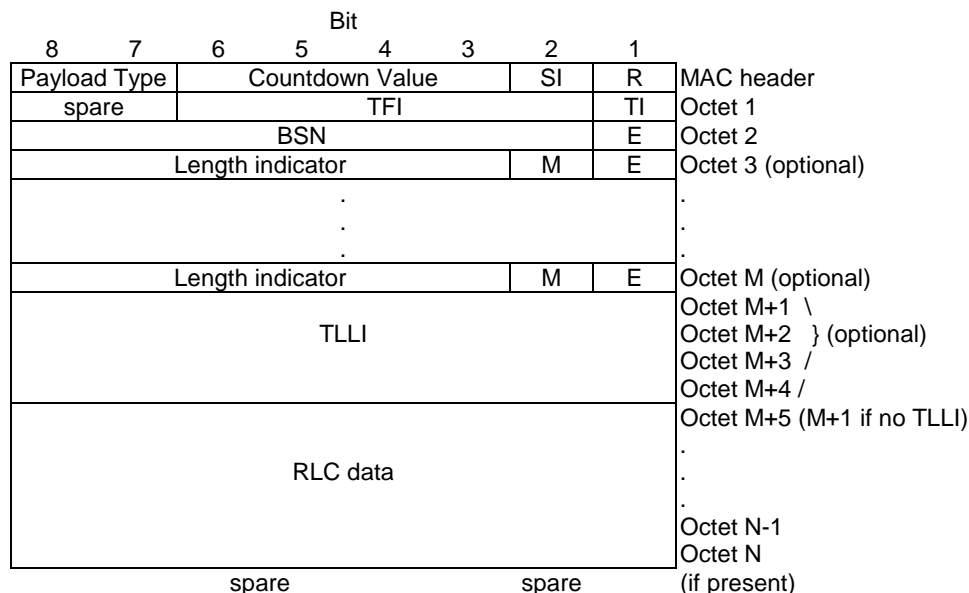 Bit
8 7 6 5 4 3 2 1
Payload Type Countdown Value SI R MAC header
spare TFI TI Octet 1
BSN E Octet 2
Length indicator M E Octet 3 (optional)
. .
. .
. .
Length indicator M E Octet M (optional)
Octet M+1 \
TLLI Octet M+2 } (optional)
Octet M+3 /
Octet M+4 /
Octet M+5 (M+1 if no TLLI)
.
RLC data .
.
Octet N-1
Octet N
spare spare (if present)